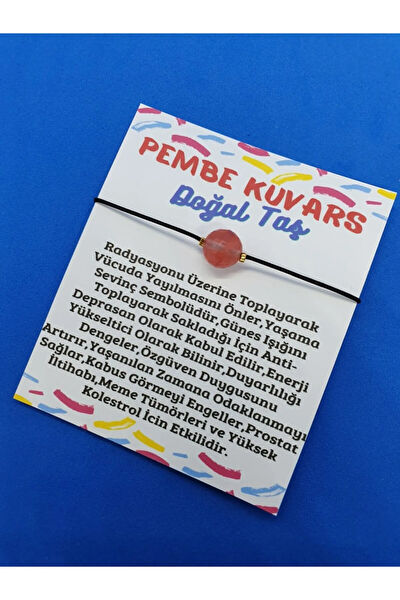 PEMBE KUVARS
Doğal Taş
Radyasyonu Üzerine Toplayarak
Vücuda Yayılmasını Önler,Yaşama
Sevinç Sembolüdür,Güneş Işığını
Toplayarak Sakladığı İçin Anti-
Deprasan Olarak Kabul Edilir,Enerji
Yükseltici Olarak Bilinir,Duyarlılığı
Dengeler,Özgüven Duygusunu
Artırır,Yaşanılan Zamana Odaklanmayı
Sağlar,Kabus Görmeyi Engeller,Prostat
İltihabı,Meme Tümörleri ve Yüksek
Kolestrol İçin Etkilidir.